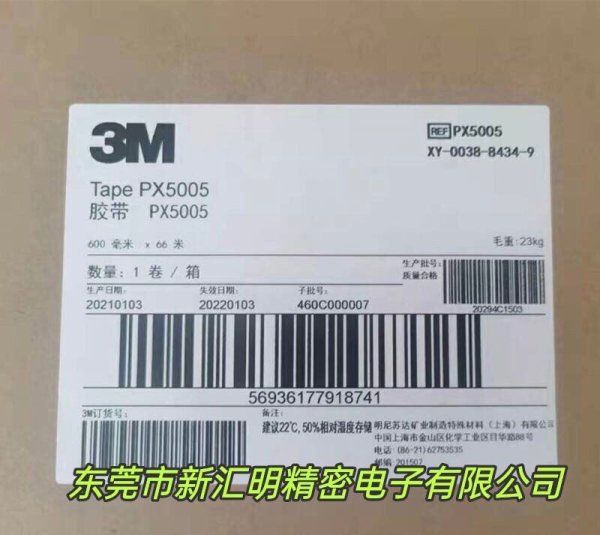 3M
REF PX5005
XY-0038-B434-9
Tape PX5005
胶带 PX5005
600 毫米 x 66 米
毛重:23kg
数量: 1 卷 / 箱
生产批号:
质量合格
20294C1503
生产日期: 失效日期: 子批号:
20210103 20220103 460C000007
56936177918741
3M订货号:
备注:
建议22℃, 50%相对湿度存储
明尼苏达矿业制造特殊材料(上海)有限公司
中国上海市金山区化学工业区目华路88号
电话:(86-21)62753535
邮编:201507
东莞市新汇明精密电子有限公司